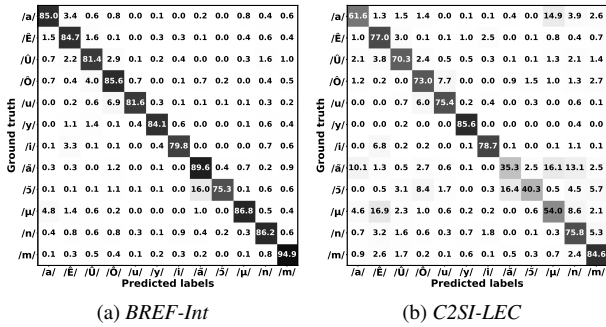 Ground truth
/a/ 85.0 3.4 0.6 0.8 0.0 0.1 0.0 0.2 0.0 0.8 0.4 0.6
/Ê/ 1.5 84.7 1.6 0.1 0.0 0.3 0.3 0.1 0.0 0.4 0.6 0.4
/Û/ 0.7 2.2 81.4 2.9 0.1 0.2 0.0 0.1 0.0 0.3 1.6 1.0
/Ô/ 0.7 0.4 4.0 85.6 0.7 0.0 0.1 0.7 0.2 0.0 0.4 0.5
/u/ 0.0 0.2 0.6 6.9 81.6 0.3 0.1 0.1 0.1 0.1 0.3 0.2
/y/ 0.0 1.1 1.4 0.1 0.4 84.1 0.6 0.3 0.0 0.0 0.3 0.3
/i/ 0.1 3.3 0.1 0.1 0.0 0.4 79.8 0.0 0.0 0.1 0.6 0.6
/ã/ 0.3 0.3 0.0 1.2 0.0 0.1 0.0 89.6 0.4 0.7 0.2 0.9
/ɔ̃/ 0.1 0.1 0.1 1.1 0.1 0.1 0.0 16.0 75.3 0.1 0.6 0.6
/µ/ 4.8 1.4 0.6 0.2 0.0 0.0 0.0 1.0 0.0 86.8 0.5 0.4
/n/ 0.4 0.6 0.8 0.3 0.3 0.9 0.4 0.2 0.3 0.1 86.2 0.6
/m/ 0.1 0.3 0.5 0.4 0.1 0.2 0.1 0.2 0.0 0.1 0.8 94.9
/a/ /Ê/ /Û/ /Ô/ /u/ /y/ /i/ /ã/ /ɔ̃/ /µ/ /n/ /m/
Predicted labels
(a) BREF-Int
Ground truth
/a/ 61.6 1.3 1.5 1.4 0.0 0.1 0.0 0.2 0.0 14.9 3.9 2.6
/Ê/ 1.0 77.0 3.0 0.1 0.1 1.0 2.5 0.0 0.1 0.8 0.4 0.7
/Û/ 2.1 3.8 70.3 2.4 0.5 0.5 0.3 0.1 0.2 1.3 2.1 1.4
/Ô/ 1.2 0.2 0.0 73.0 7.7 0.0 0.0 0.9 1.5 1.0 1.3 2.7
/u/ 0.0 0.0 0.7 6.0 75.4 0.2 0.0 0.0 0.4 0.0 0.9 1.3
/y/ 0.0 0.0 0.0 0.0 0.0 85.6 0.0 0.0 0.0 0.0 0.0 0.0
/i/ 0.0 6.8 0.2 0.2 0.0 1.1 78.7 0.1 0.0 0.2 1.1 1.1
/ã/ 10.1 1.3 0.5 2.7 0.6 0.1 0.0 35.3 2.5 16.1 13.1 2.5
/ɔ̃/ 0.0 0.5 3.1 8.4 1.7 0.0 0.3 16.4 40.3 0.5 4.5 5.7
/µ/ 4.6 16.9 2.3 1.0 0.6 0.2 0.2 0.0 0.6 54.0 8.6 2.1
/n/ 0.7 3.2 1.6 0.6 0.8 0.3 1.8 0.3 0.2 1.3 75.8 5.3
/m/ 0.9 2.6 1.7 0.2 0.9 0.2 0.3 0.5 0.3 0.7 2.4 84.6
/a/ /Ê/ /Û/ /Ô/ /u/ /y/ /i/ /ã/ /ɔ̃/ /µ/ /n/ /m/
Predicted labels
(b) C2SI-LEC